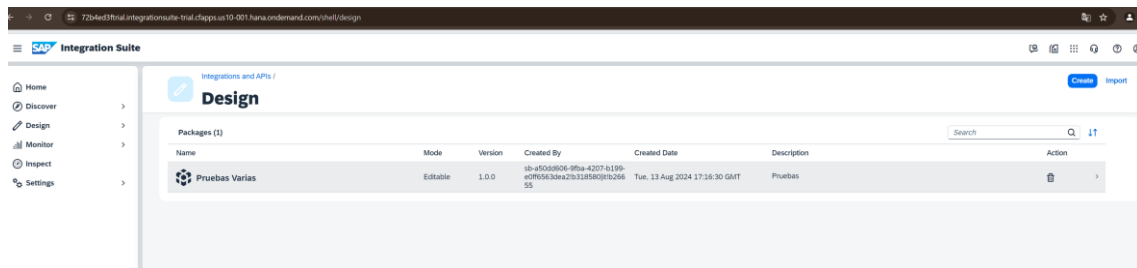 72b4ed3ftrial.integrationsuite-trial.cfapps.us10-001.hana.ondemand.com/shell/design
SAP Integration Suite
Home
Discover
Design
Monitor
Inspect
Settings
Integrations and APIs /
Design
Create Import
Packages (1)
Search
Name Mode Version Created By Created Date Description Action
Pruebas Varias Editable 1.0.0 sb-a50dd606-9fba-4207-b199-
e0ff6563dea2!b318580|it!b266
55 Tue, 13 Aug 2024 17:16:30 GMT Pruebas